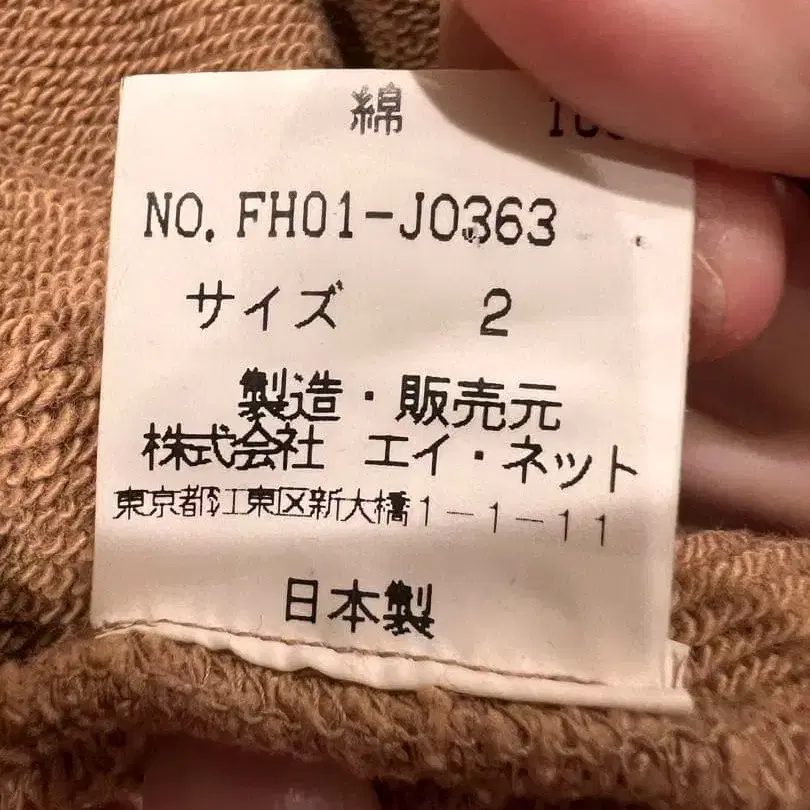 綿
NO. FH01-J0363
サイズ 2
製造・販売元
株式会社 エイ・ネット
東京都江東区新大橋1-1-11
日本製